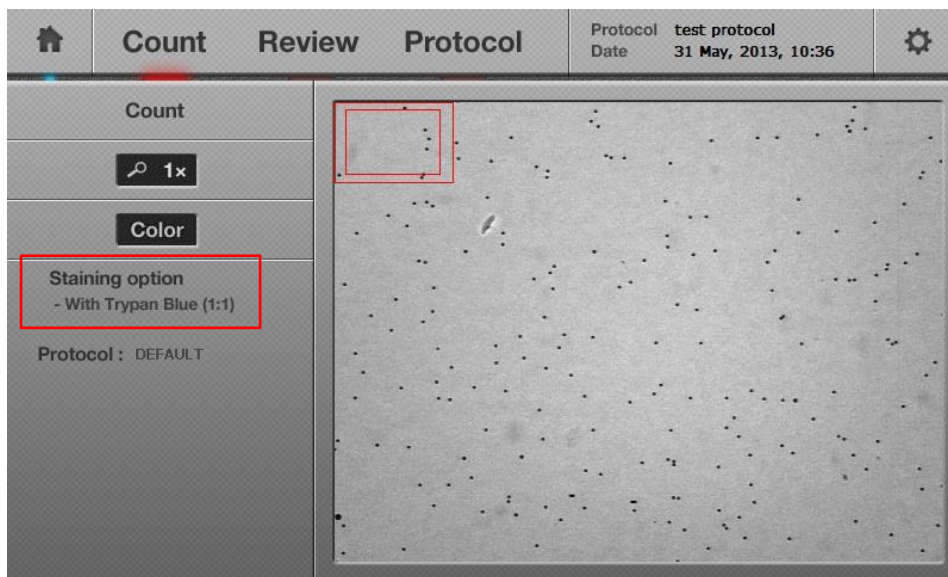 Count Review Protocol
Protocol test protocol
Date 31 May, 2013, 10:36
Count
1×
Color
Staining option
- With Trypan Blue (1:1)
Protocol : DEFAULT